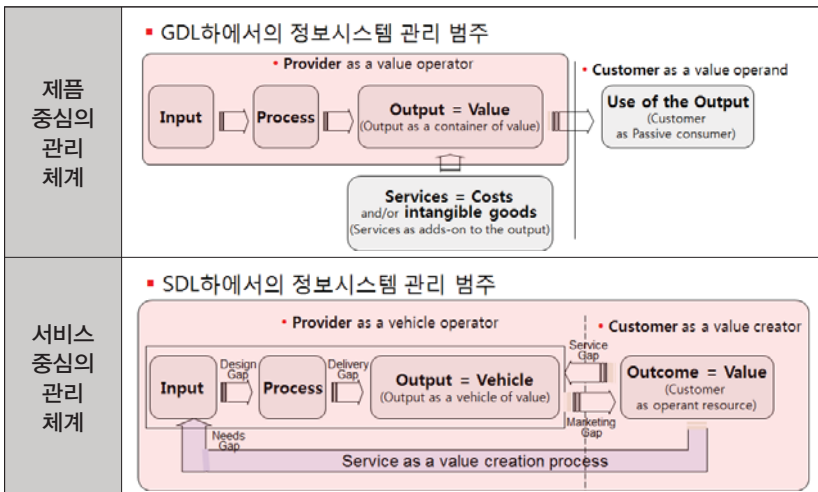 제품
중심의
관리
체계
▪ GDL하에서의 정보시스템 관리 범주
• Provider as a value operator
• Customer as a value operand
Input
Process
Output = Value
(Output as a container of value)
Use of the Output
(Customer
as Passive consumer)
Services = Costs
and/or intangible goods
(Services as adds-on to the output)
서비스
중심의
관리
체계
▪ SDL하에서의 정보시스템 관리 범주
• Provider as a vehicle operator
• Customer as a value creator
Input
Design
Gap
Process
Delivery
Gap
Output = Vehicle
(Output as a vehicle of value)
Service
Gap
Marketing
Gap
Outcome = Value
(Customer
as operant resource)
Needs
Gap
Service as a value creation process